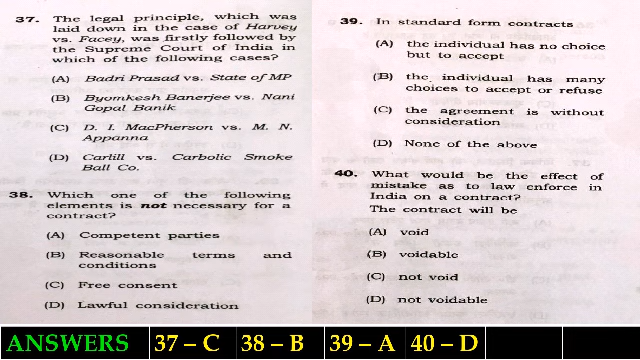 37. The legal principle, which was
laid down in the case of Harvey
vs. Facey, was firstly followed by
the Supreme Court of India in
which of the following cases?
(A) Badri Prasad vs. State of MP
(B) Byomkesh Banerjee vs. Nani
Gopal Banik
(C) D. I. MacPherson vs. M. N.
Appanna
(D) Carlill vs. Carbolic Smoke
Ball Co.
38. Which one of the following
elements is not necessary for a
contract?
(A) Competent parties
(B) Reasonable terms and
conditions
(C) Free consent
(D) Lawful consideration
39. In standard form contracts
(A) the individual has no choice
but to accept
(B) the individual has many
choices to accept or refuse
(C) the agreement is without
consideration
(D) None of the above
40. What would be the effect of
mistake as to law enforce in
India on a contract?
The contract will be
(A) void
(B) voidable
(C) not void
(D) not voidable
ANSWERS 37 – C 38 – B 39 – A 40 – D